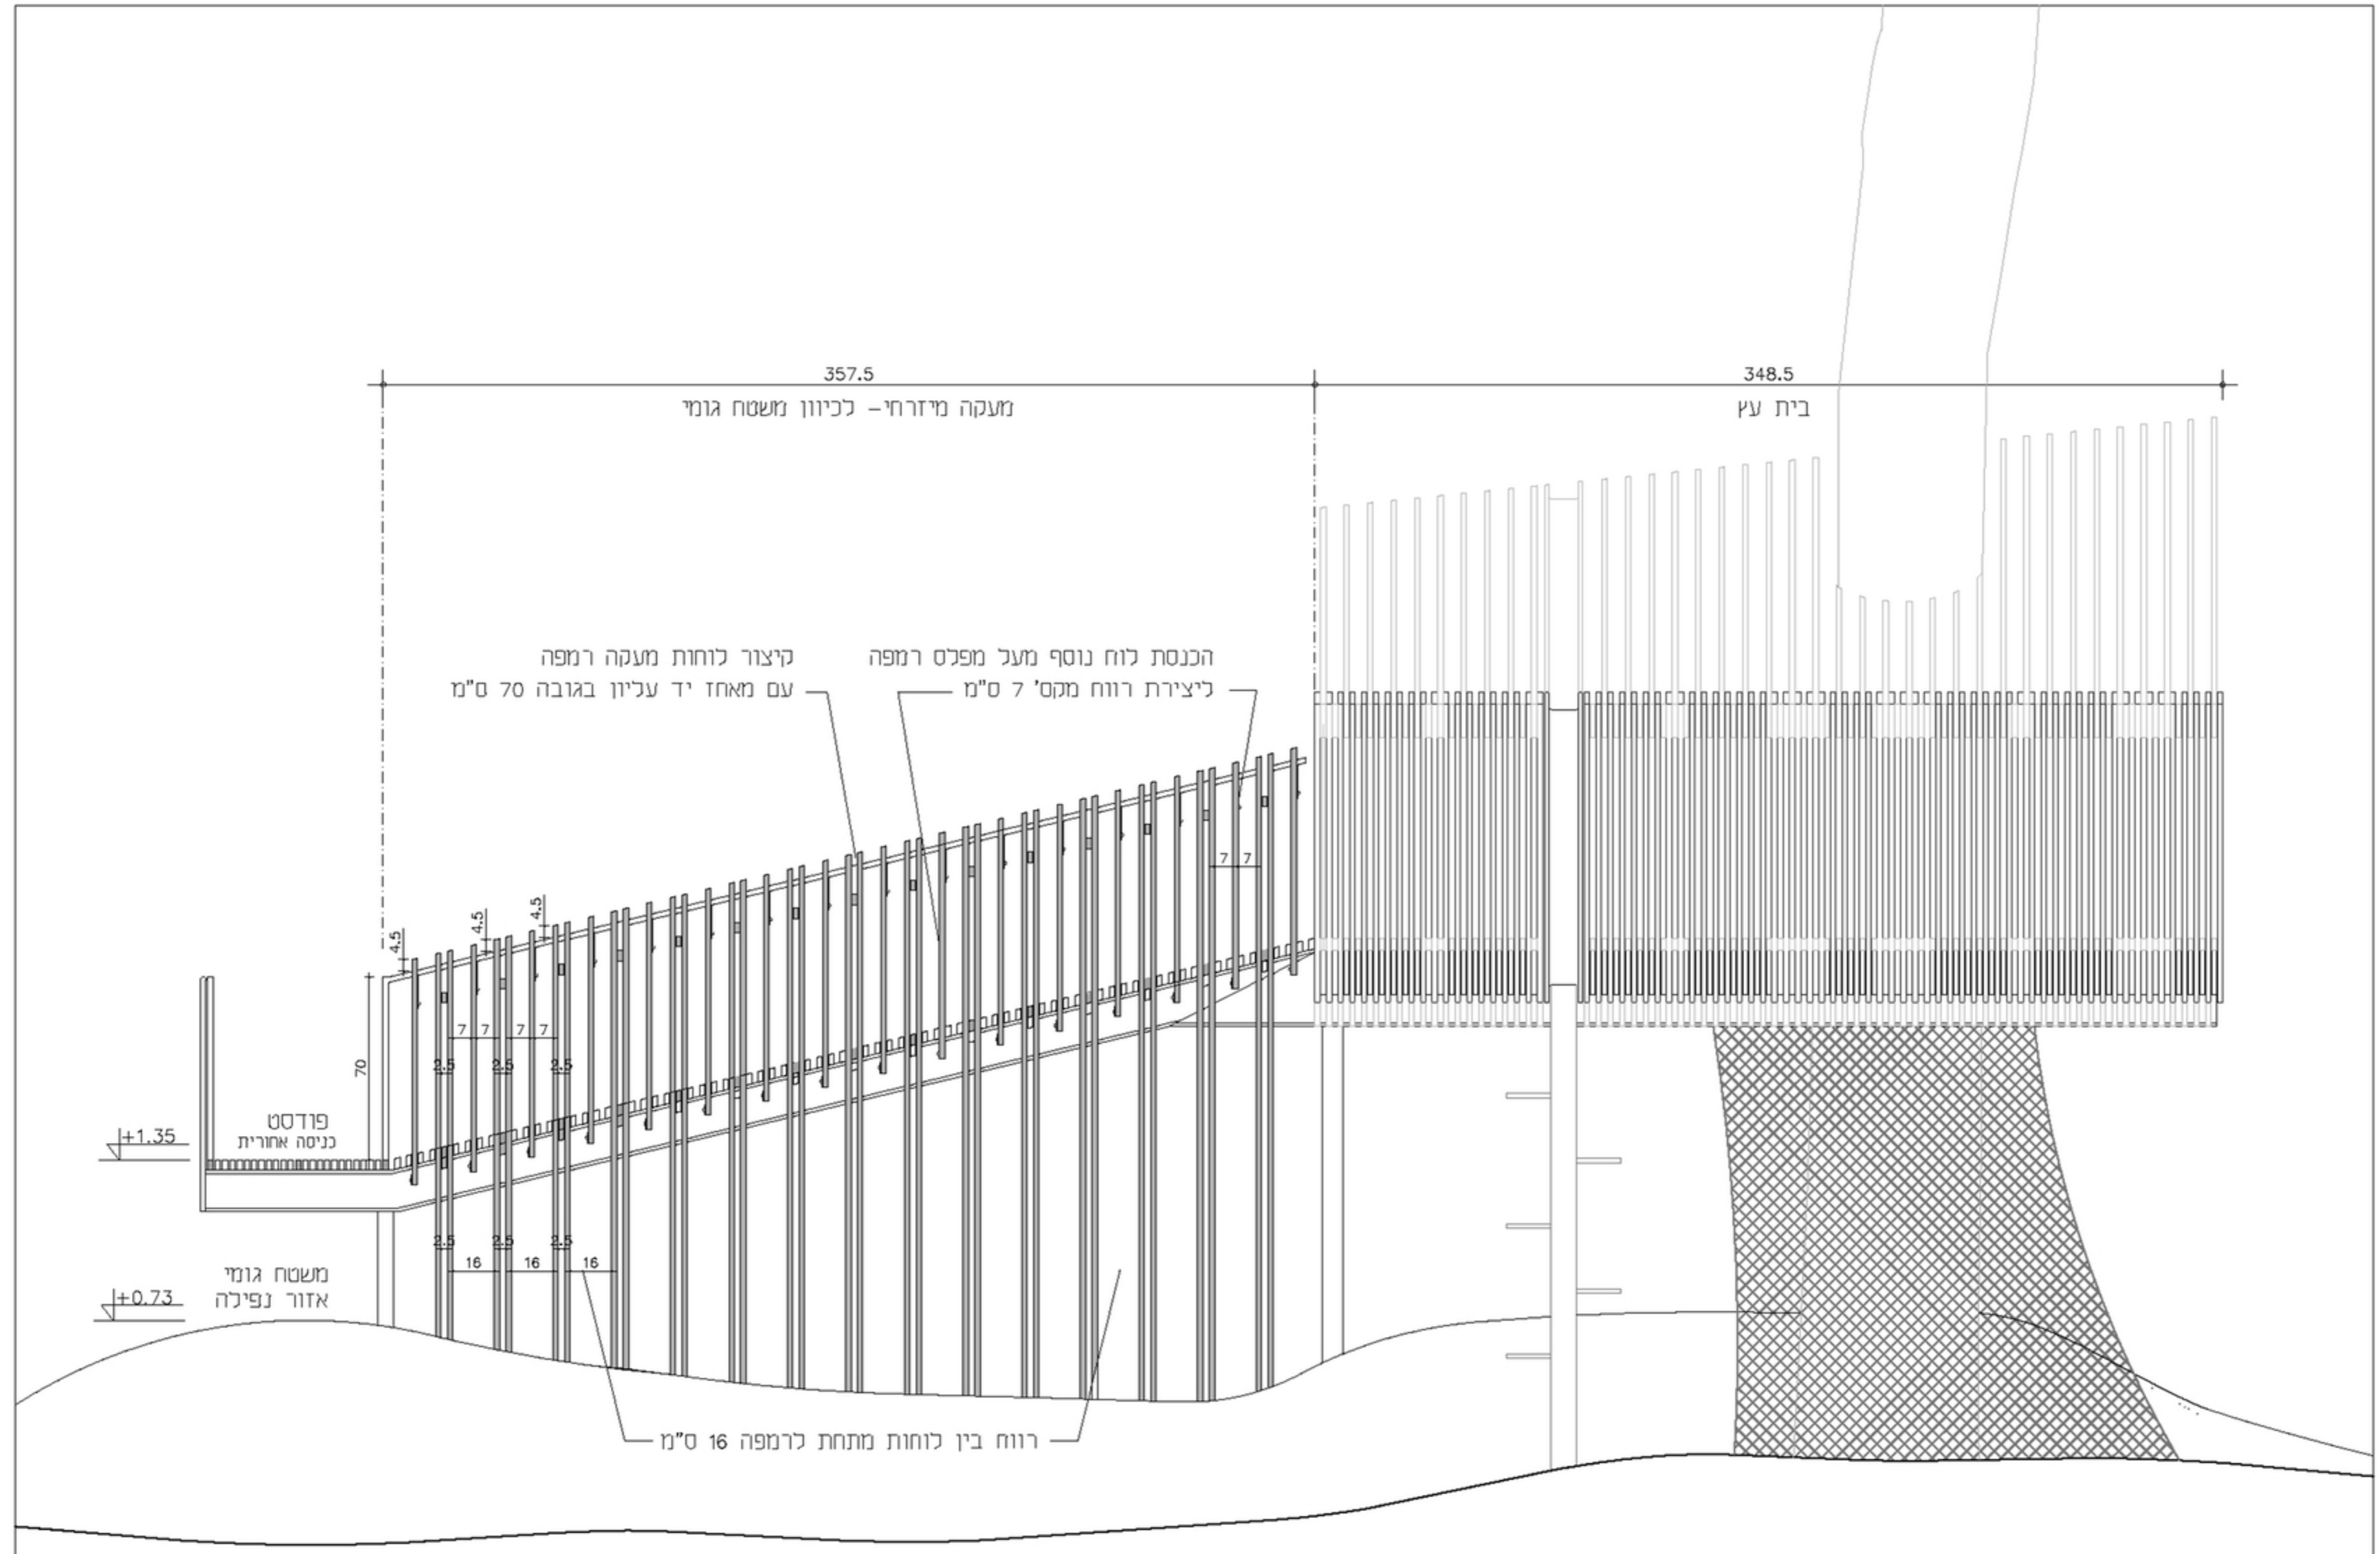 357.5
348.5
מעקה מיזרחי- לכיוון משטח גומי
בית עץ
הכנסת לוח נוסף מעל מפלס רמפה
ליצירת רווח מקס' 7 ס"מ
קיצור לוחות מעקה רמפה
עם מאחז יד עליון בגובה 70 ס"מ
7 7
4.5
4.5
4.5
7 7 7 7
2.5 2.5 2.5
70
פודסט
כניסה אחורית
+1.35
2.5 2.5 2.5
16 16 16
משטח גומי
אזור נפילה
+0.73
רווח בין לוחות מתחת לרמפה 16 ס"מ